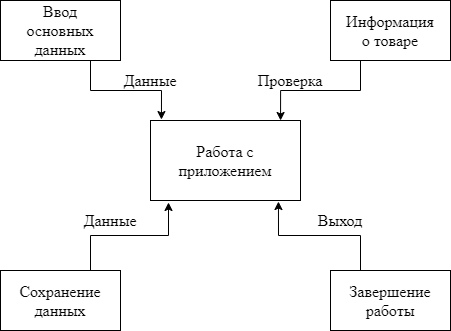 Ввод
основных
данных
Информация
о товаре
Данные
Проверка
Работа с
приложением
Данные
Выход
Сохранение
данных
Завершение
работы